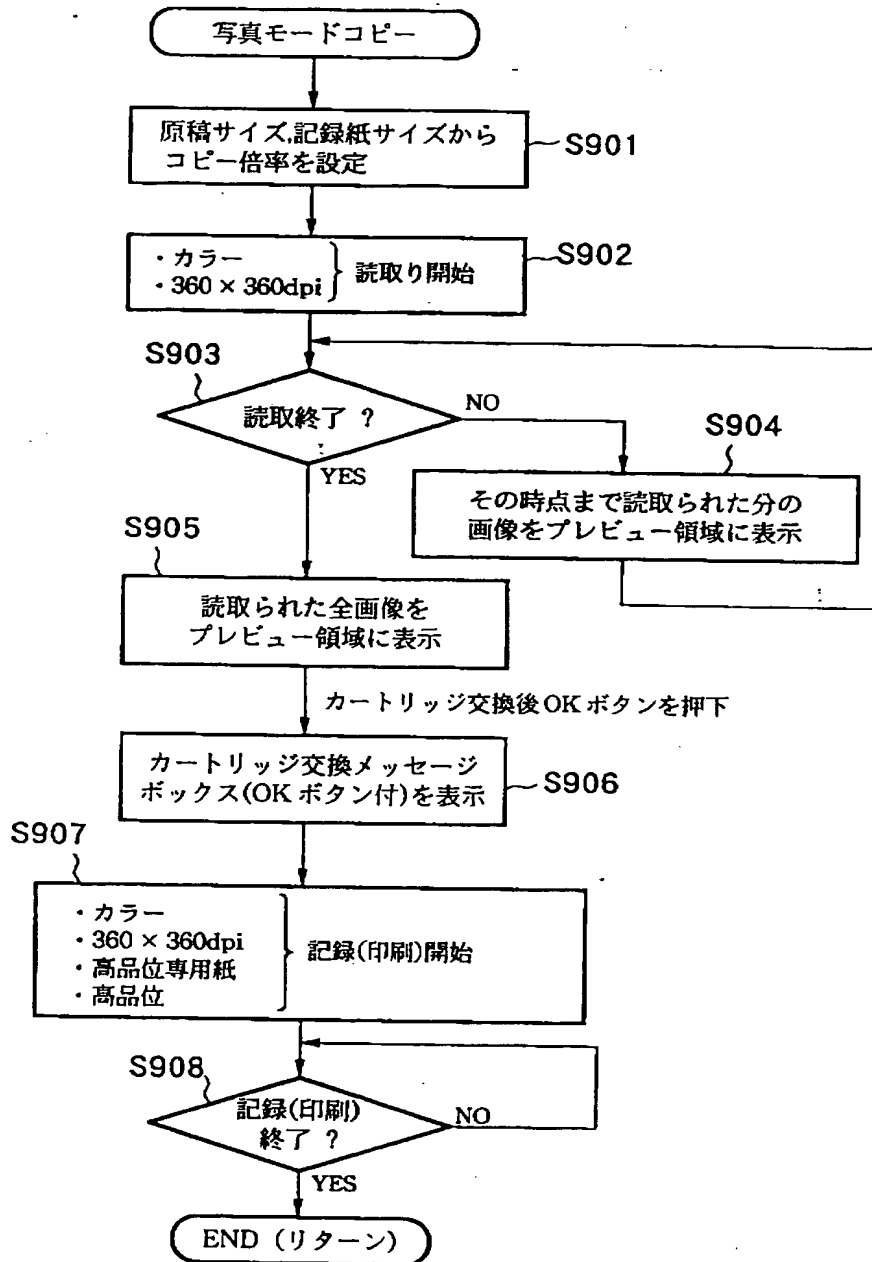 写真モードコピー
原稿サイズ,記録紙サイズから
コピー倍率を設定
S901
・カラー
・360 × 360dpi
読取り開始
S902
S903
読取終了 ?
NO
YES
S904
その時点まで読取られた分の
画像をプレビュー領域に表示
S905
読取られた全画像を
プレビュー領域に表示
カートリッジ交換後OKボタンを押下
カートリッジ交換メッセージ
ボックス(OKボタン付)を表示
S906
S907
・カラー
・360 × 360dpi
・高品位専用紙
・高品位
記録(印刷)開始
S908
記録(印刷)
終了 ?
NO
YES
END (リターン)